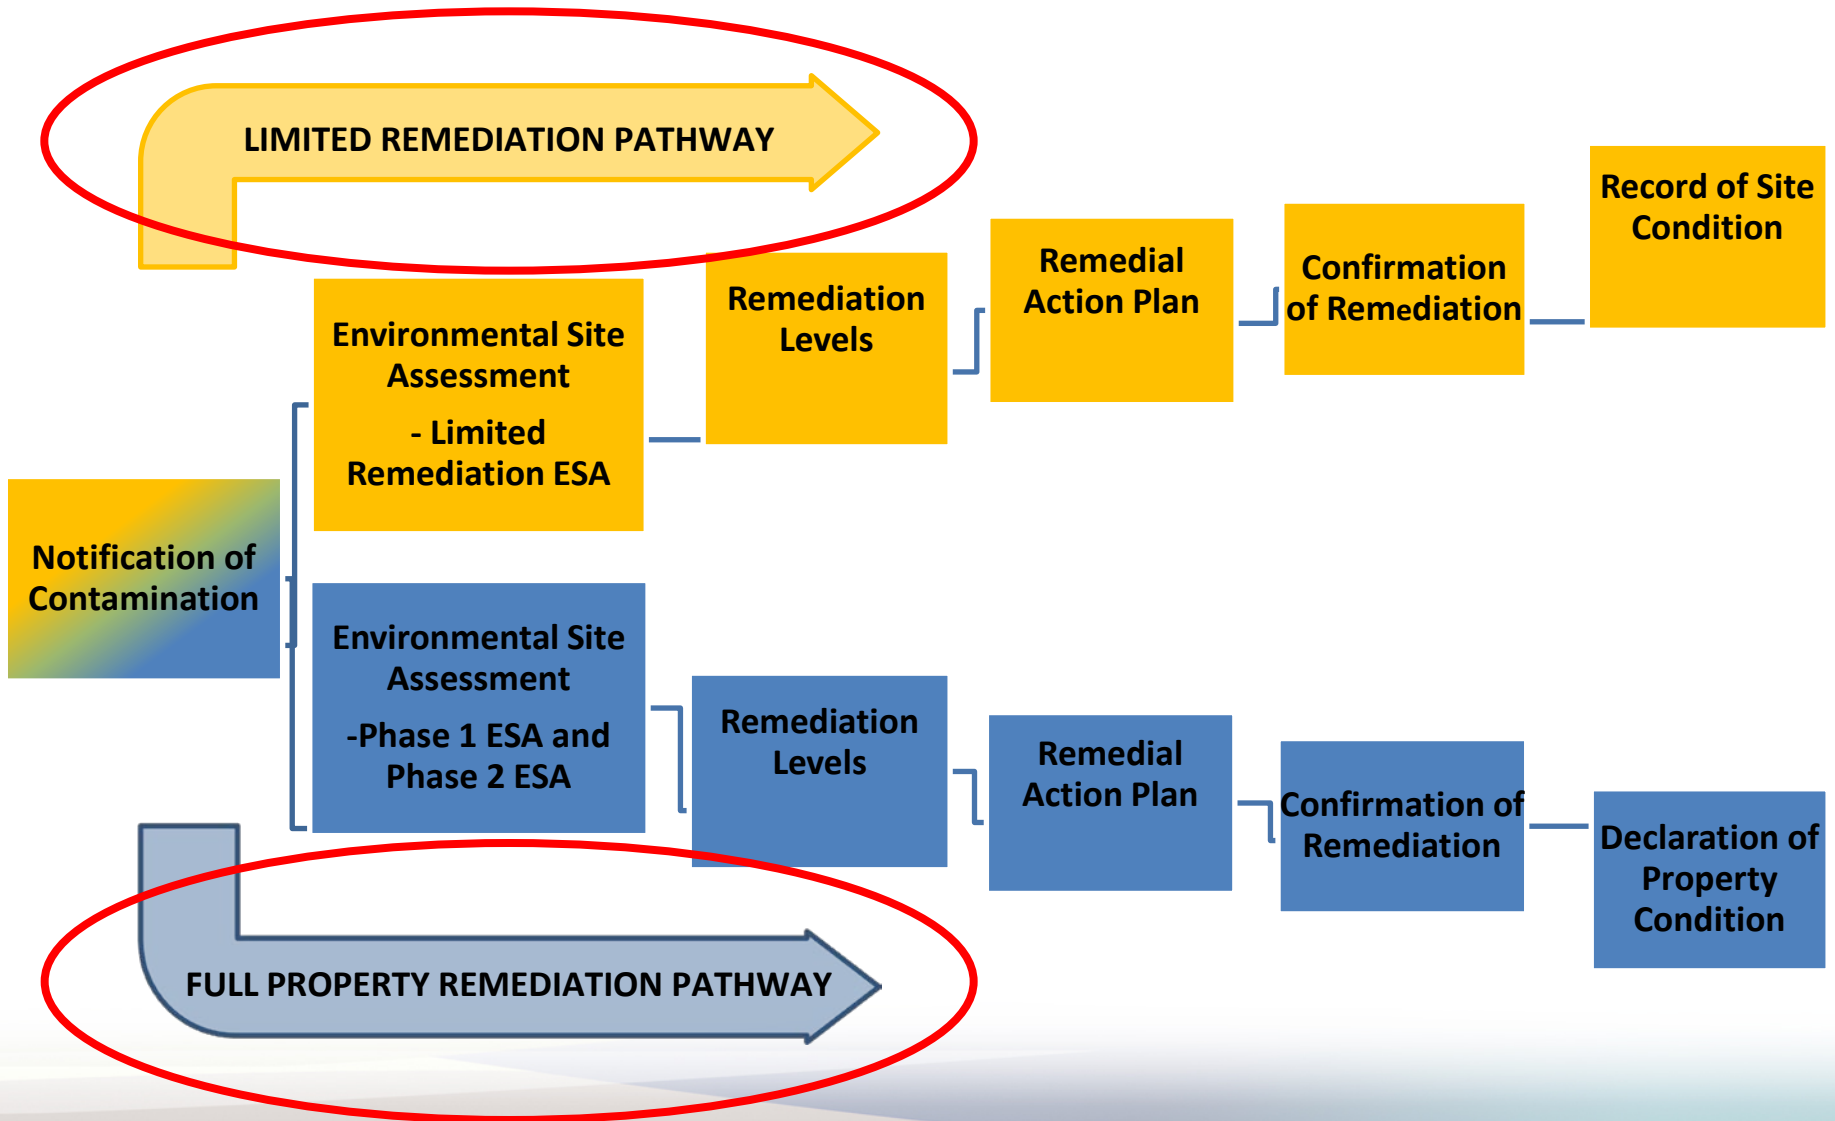 LIMITED REMEDIATION PATHWAY
Record of Site
Condition
Remedial
Action Plan
Confirmation
of Remediation
Remediation
Levels
Environmental Site
Assessment
- Limited
Remediation ESA
Notification of
Contamination
Environmental Site
Assessment
-Phase 1 ESA and
Phase 2 ESA
Remediation
Levels
Remedial
Action Plan
Confirmation of
Remediation
Declaration of
Property
Condition
FULL PROPERTY REMEDIATION PATHWAY